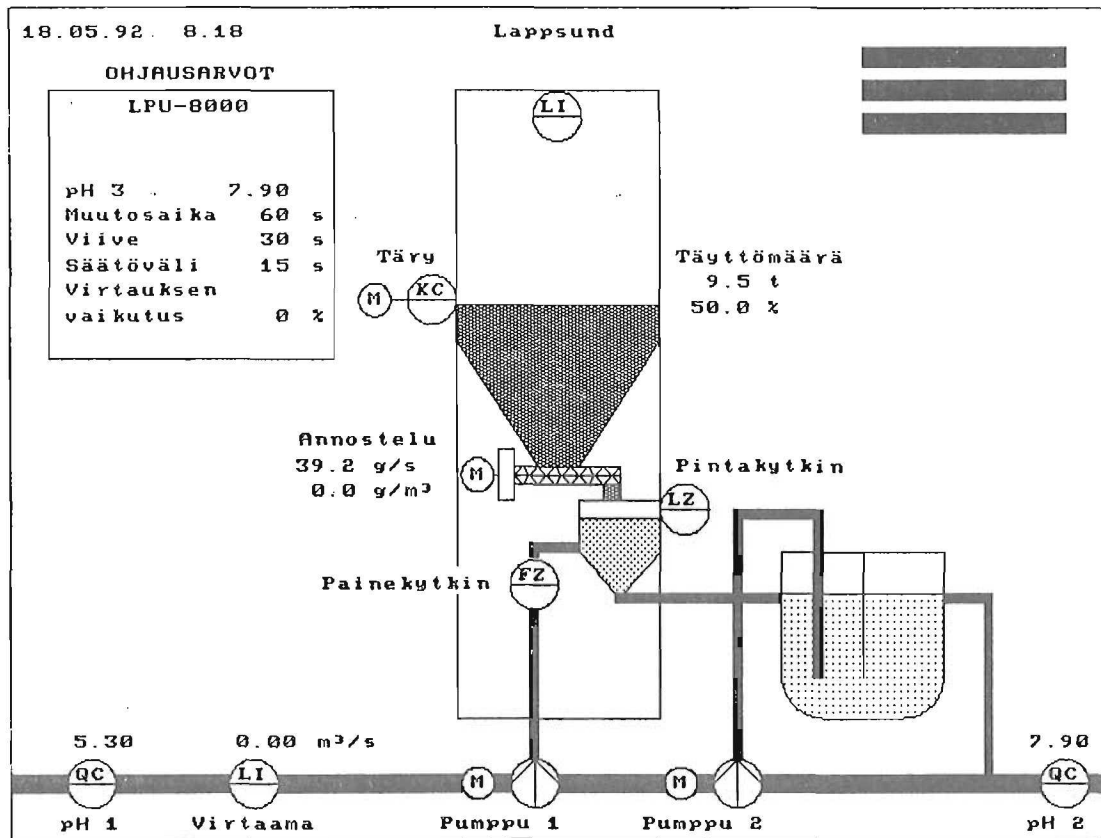 18.05.92 8.18
Lappsund
OHJAUSARVOT
LPU-8000
pH 3 7.90
Muutosaika 60 s
Viive 30 s
Säätöväli 15 s
Virtauksen
vaikutus 0 %
LI
Täry
M
KC
Täyttömäärä
9.5 t
50.0 %
Annostelu
39.2 g/s
0.0 g/m³
M
Pintakytkin
LZ
Painekytkin
FZ
5.30
0.00 m³/s
7.90
QC
LI
M
M
QC
pH 1
Virtaama
Pumppu 1
Pumppu 2
pH 2